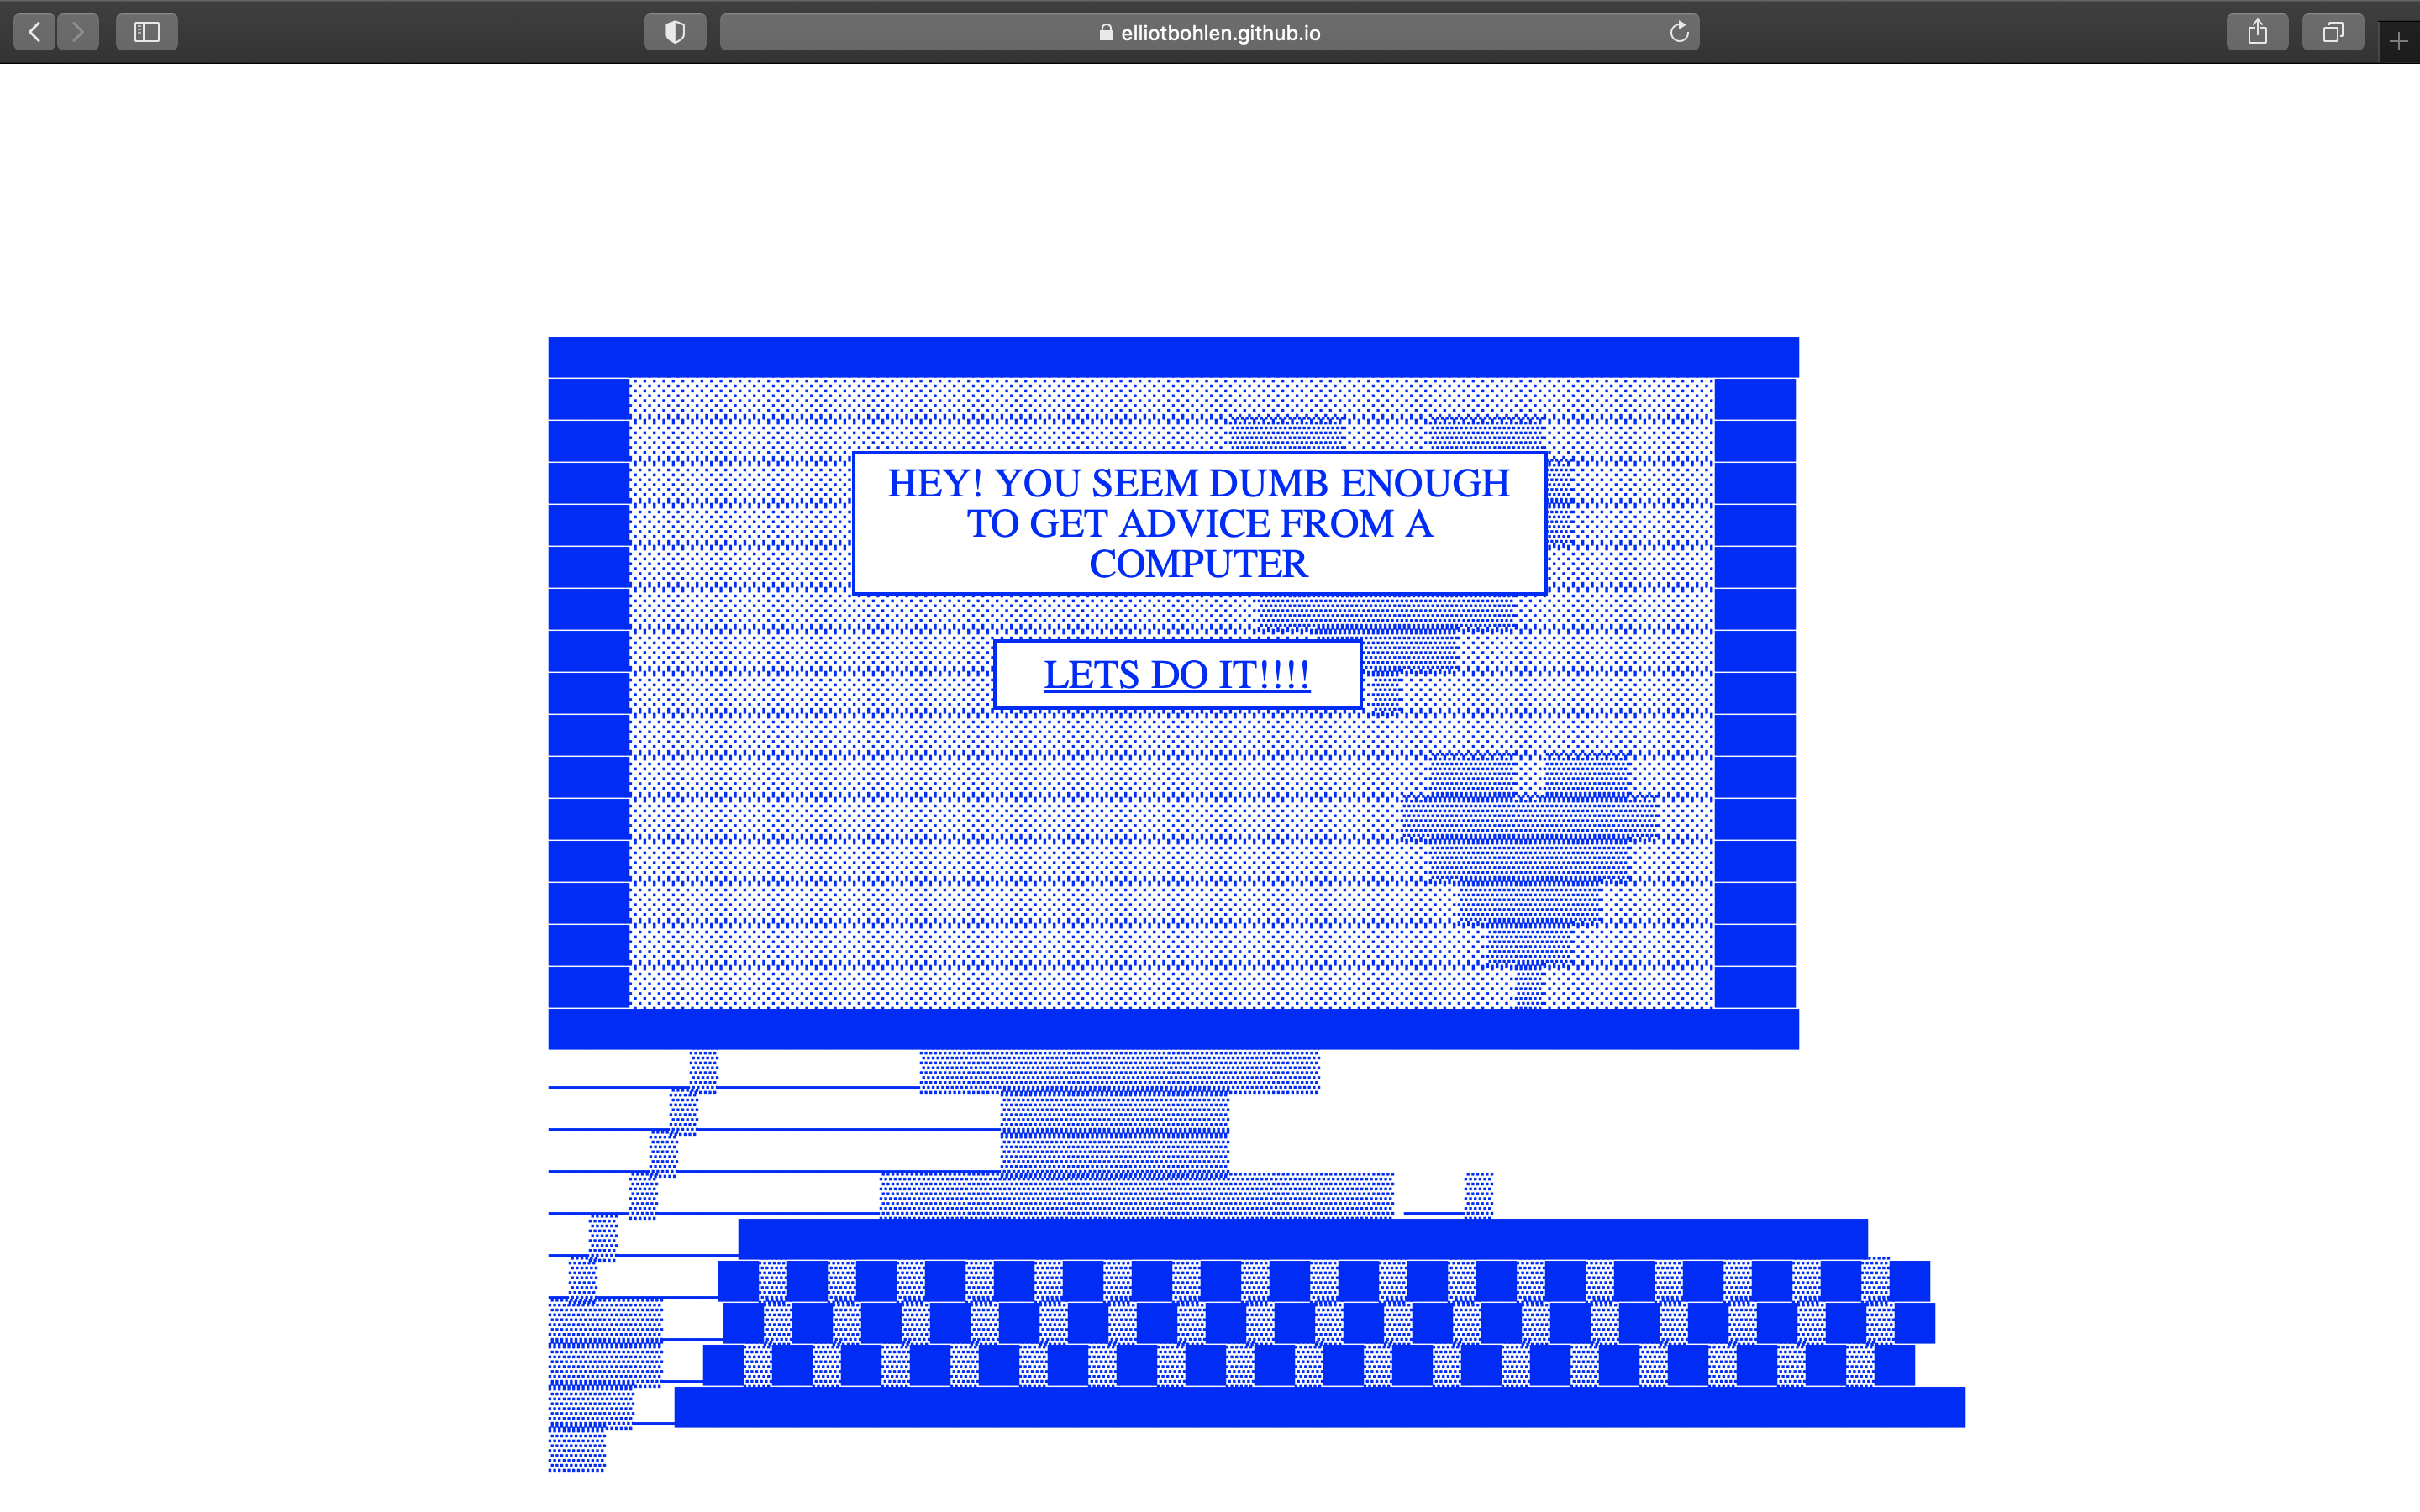 elliotbohlen.github.io
HEY! YOU SEEM DUMB ENOUGH
TO GET ADVICE FROM A
COMPUTER
LETS DO IT!!!!